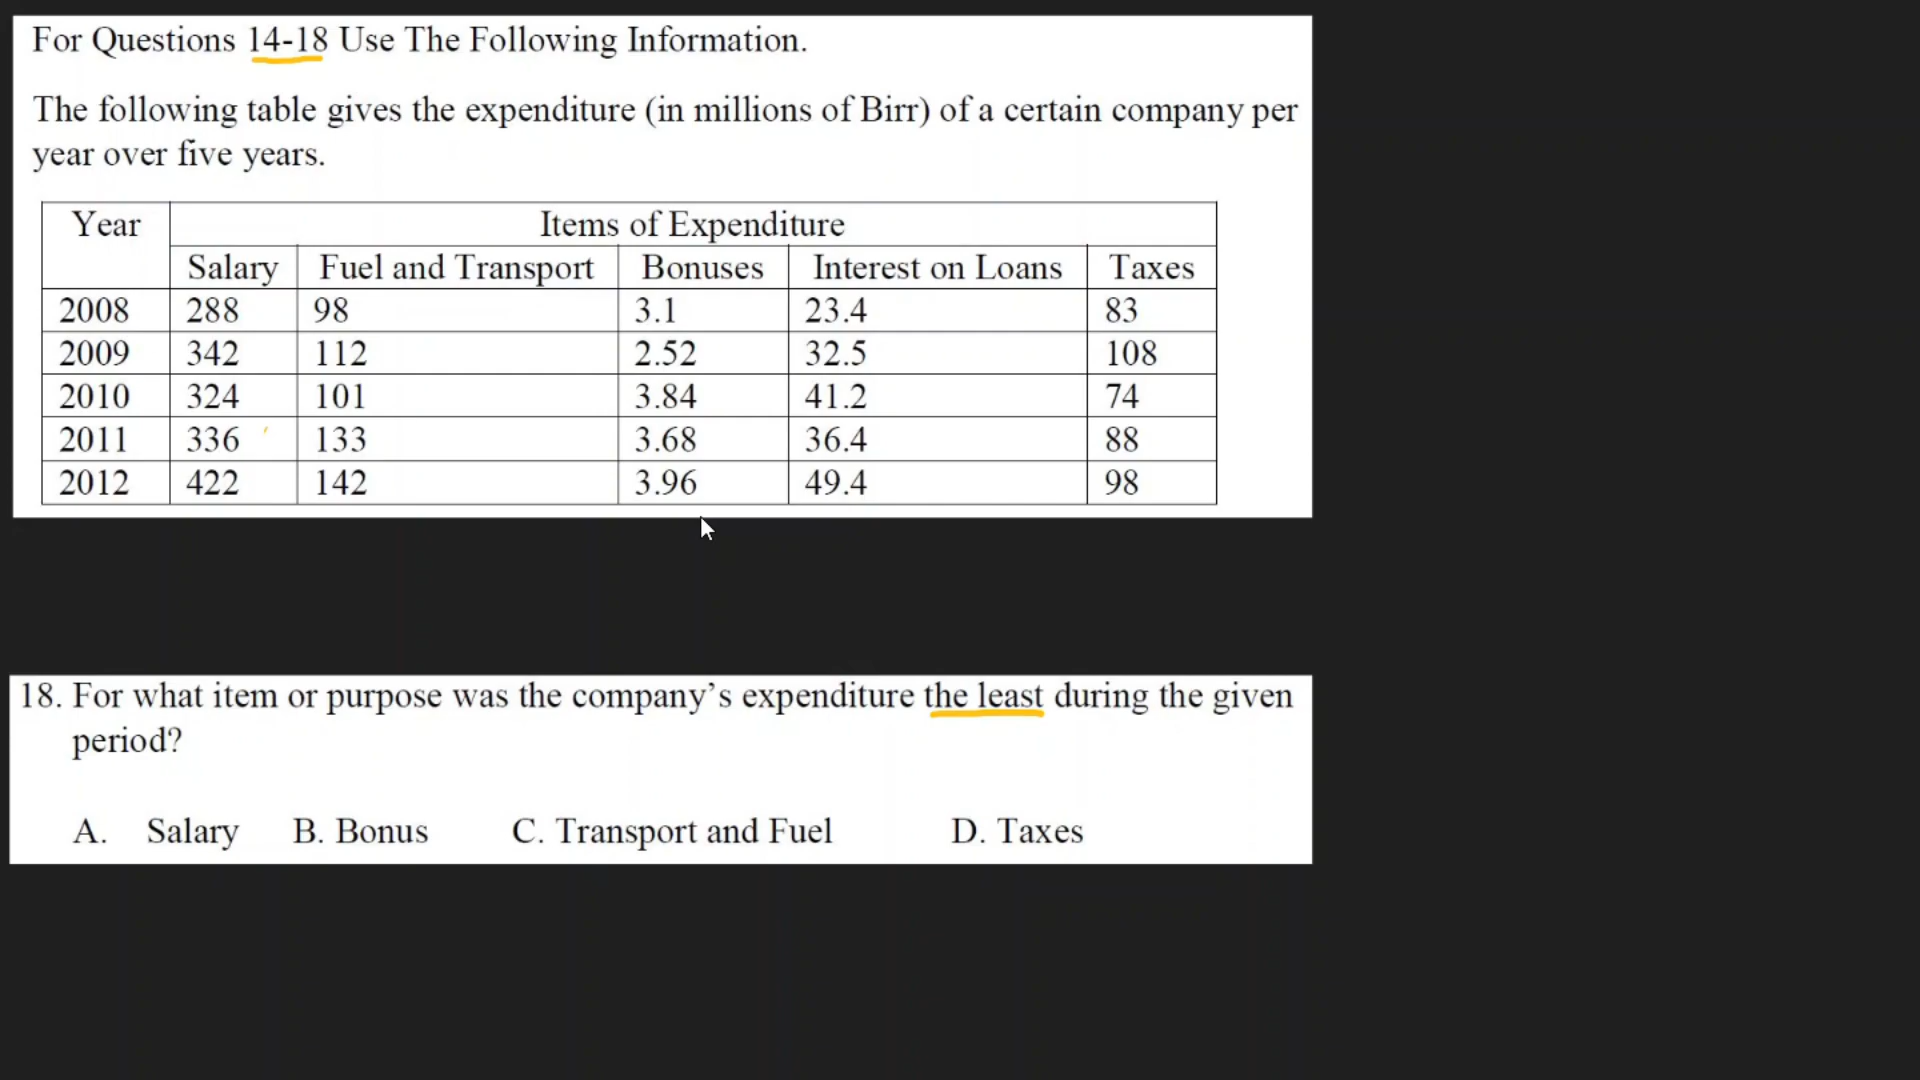 For Questions 14-18 Use The Following Information.
The following table gives the expenditure (in millions of Birr) of a certain company per
year over five years.
Year Items of Expenditure
Salary Fuel and Transport Bonuses Interest on Loans Taxes
2008 288 98 3.1 23.4 83
2009 342 112 2.52 32.5 108
2010 324 101 3.84 41.2 74
2011 336 133 3.68 36.4 88
2012 422 142 3.96 49.4 98
18. For what item or purpose was the company’s expenditure the least during the given
period?
A. Salary B. Bonus C. Transport and Fuel D. Taxes